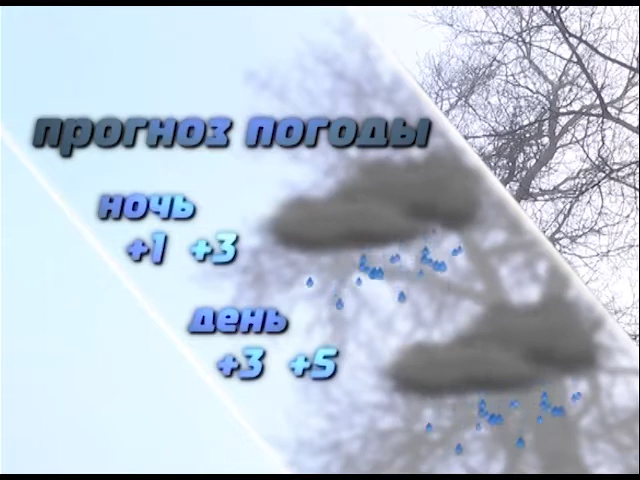 прогноз погоды
ночь
+1 +3
день
+3 +5